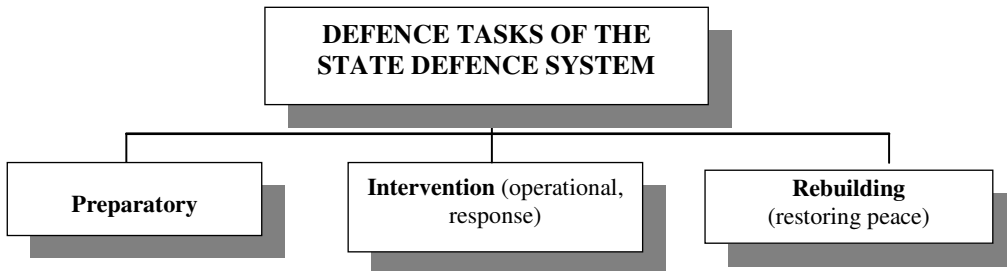 DEFENCE TASKS OF THE
STATE DEFENCE SYSTEM
Preparatory
Intervention (operational,
response)
Rebuilding
(restoring peace)